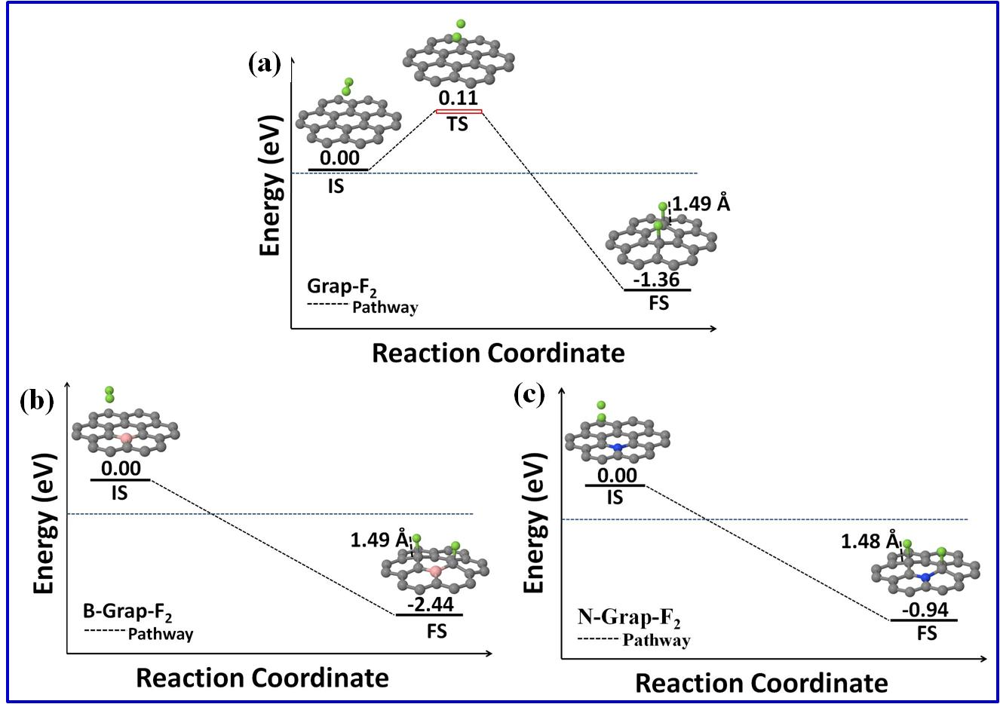 (a)
Energy (eV)
0.00
IS
0.11
TS
1.49 Å
-1.36
FS
Grap-F₂
Pathway
Reaction Coordinate
(b)
Energy (eV)
0.00
IS
1.49 Å
-2.44
FS
B-Grap-F₂
Pathway
Reaction Coordinate
(c)
Energy (eV)
0.00
IS
1.48 Å
-0.94
FS
N-Grap-F₂
Pathway
Reaction Coordinate